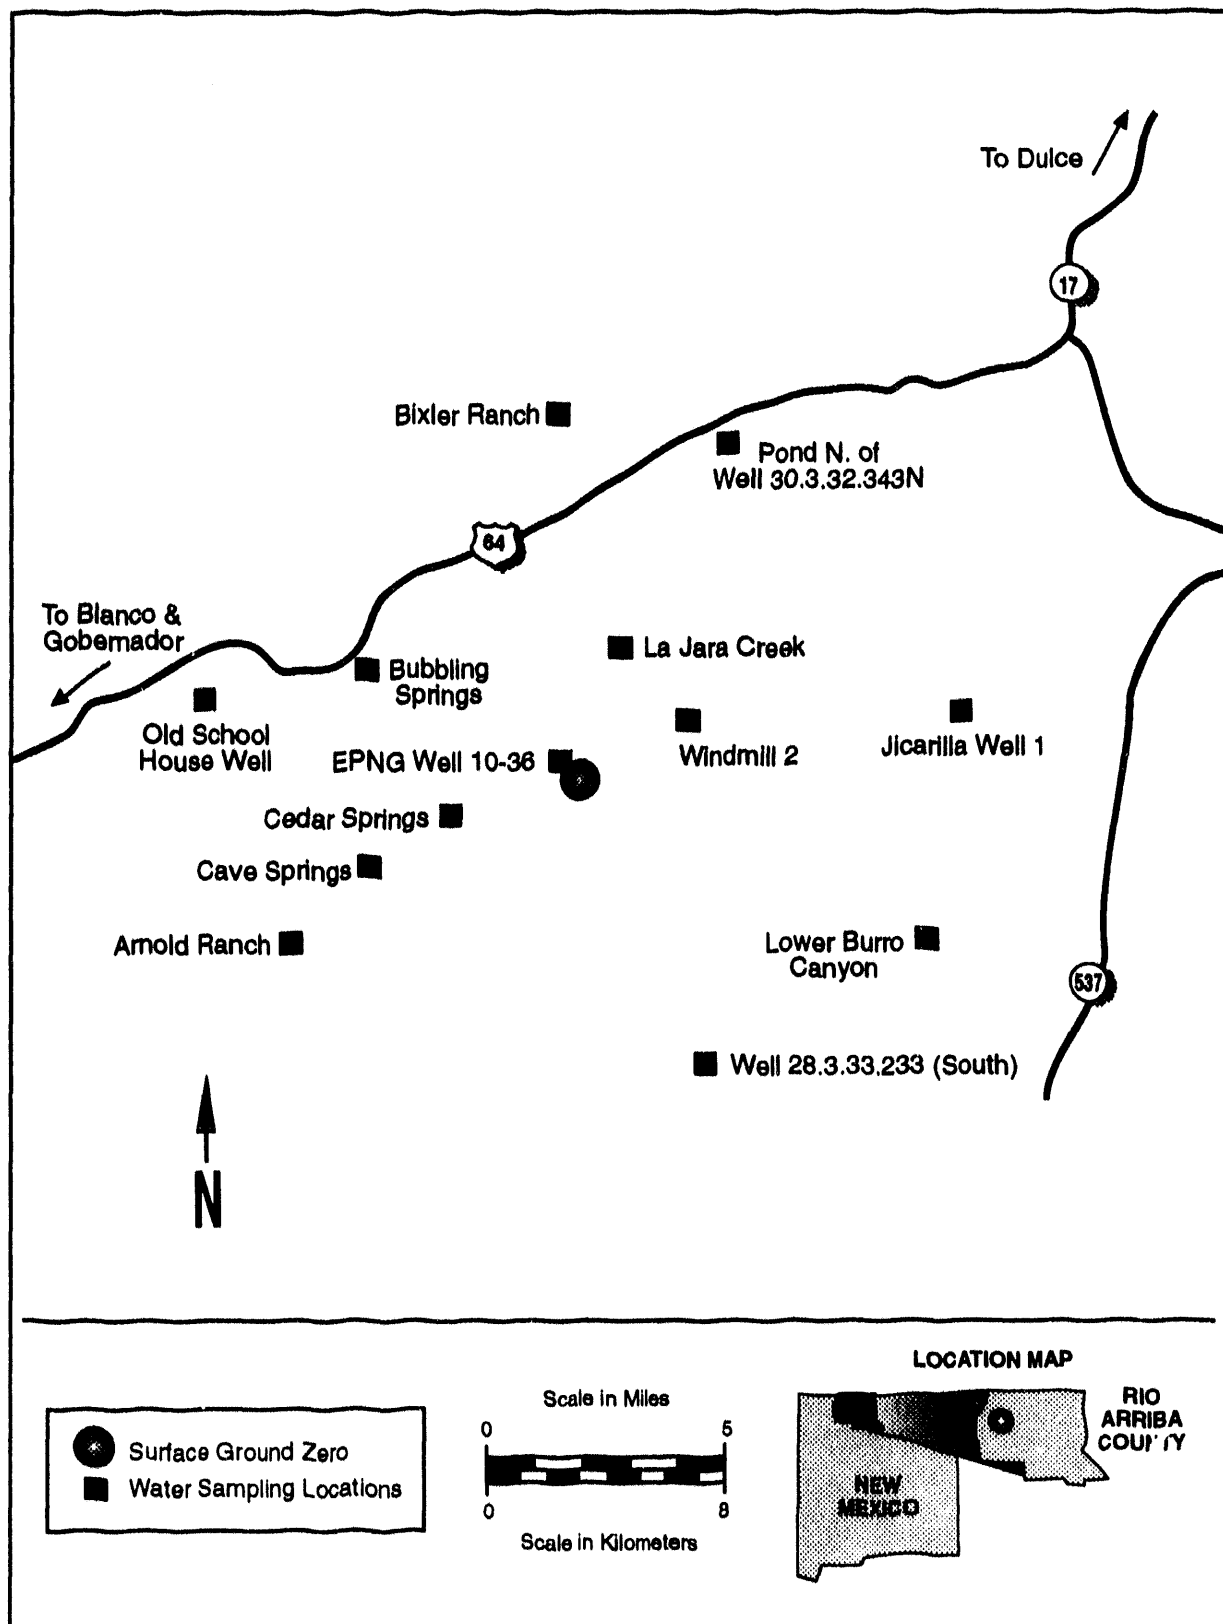 To Dulce
17
Bixler Ranch
Pond N. of
Well 30.3.32.343N
64
To Blanco &
Gobernador
La Jara Creek
Bubbling
Springs
Old School
House Well
Windmill 2
Jicarilla Well 1
EPNG Well 10-36
Cedar Springs
Cave Springs
Arnold Ranch
Lower Burro
Canyon
537
Well 28.3.33.233 (South)
N
LOCATION MAP
Scale in Miles
0 5
RIO
ARRIBA
COUNTY
Surface Ground Zero
Water Sampling Locations
NEW
MEXICO
0 8
Scale in Kilometers